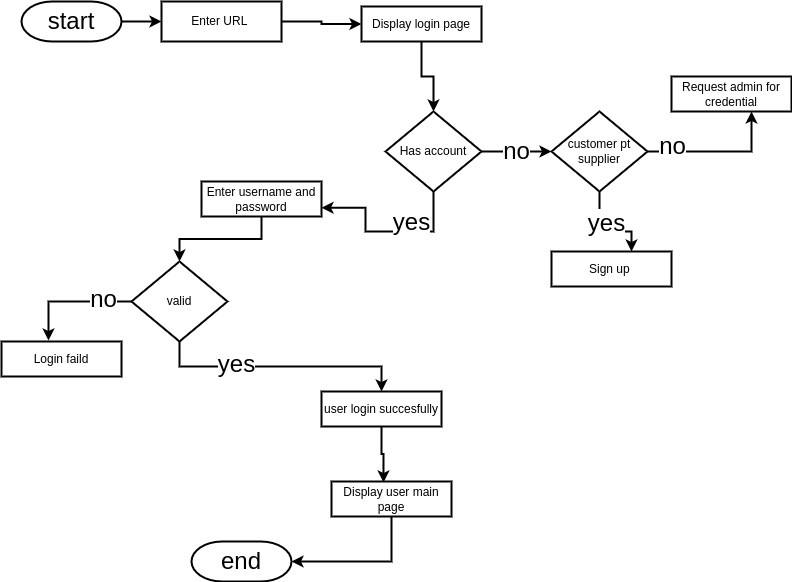 start
Enter URL
Display login page
Request admin for
credential
Has account
no
customer pt
supplier
no
Enter username and
password
yes
yes
Sign up
no
valid
Login faild
yes
user login succesfully
Display user main
page
end